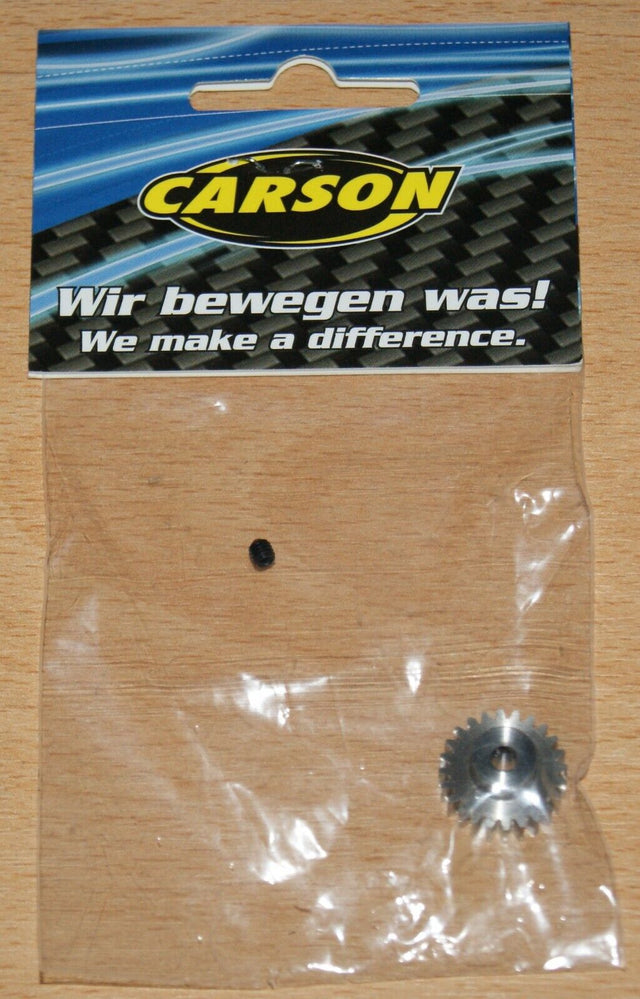 CARSON
Wir bewegen was!
We make a difference.